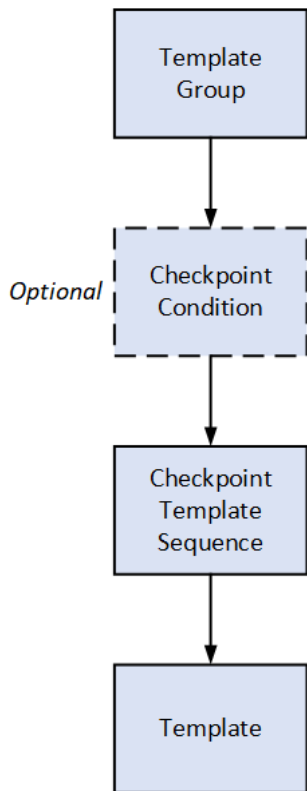 Template
Group
Optional
Checkpoint
Condition
Checkpoint
Template
Sequence
Template